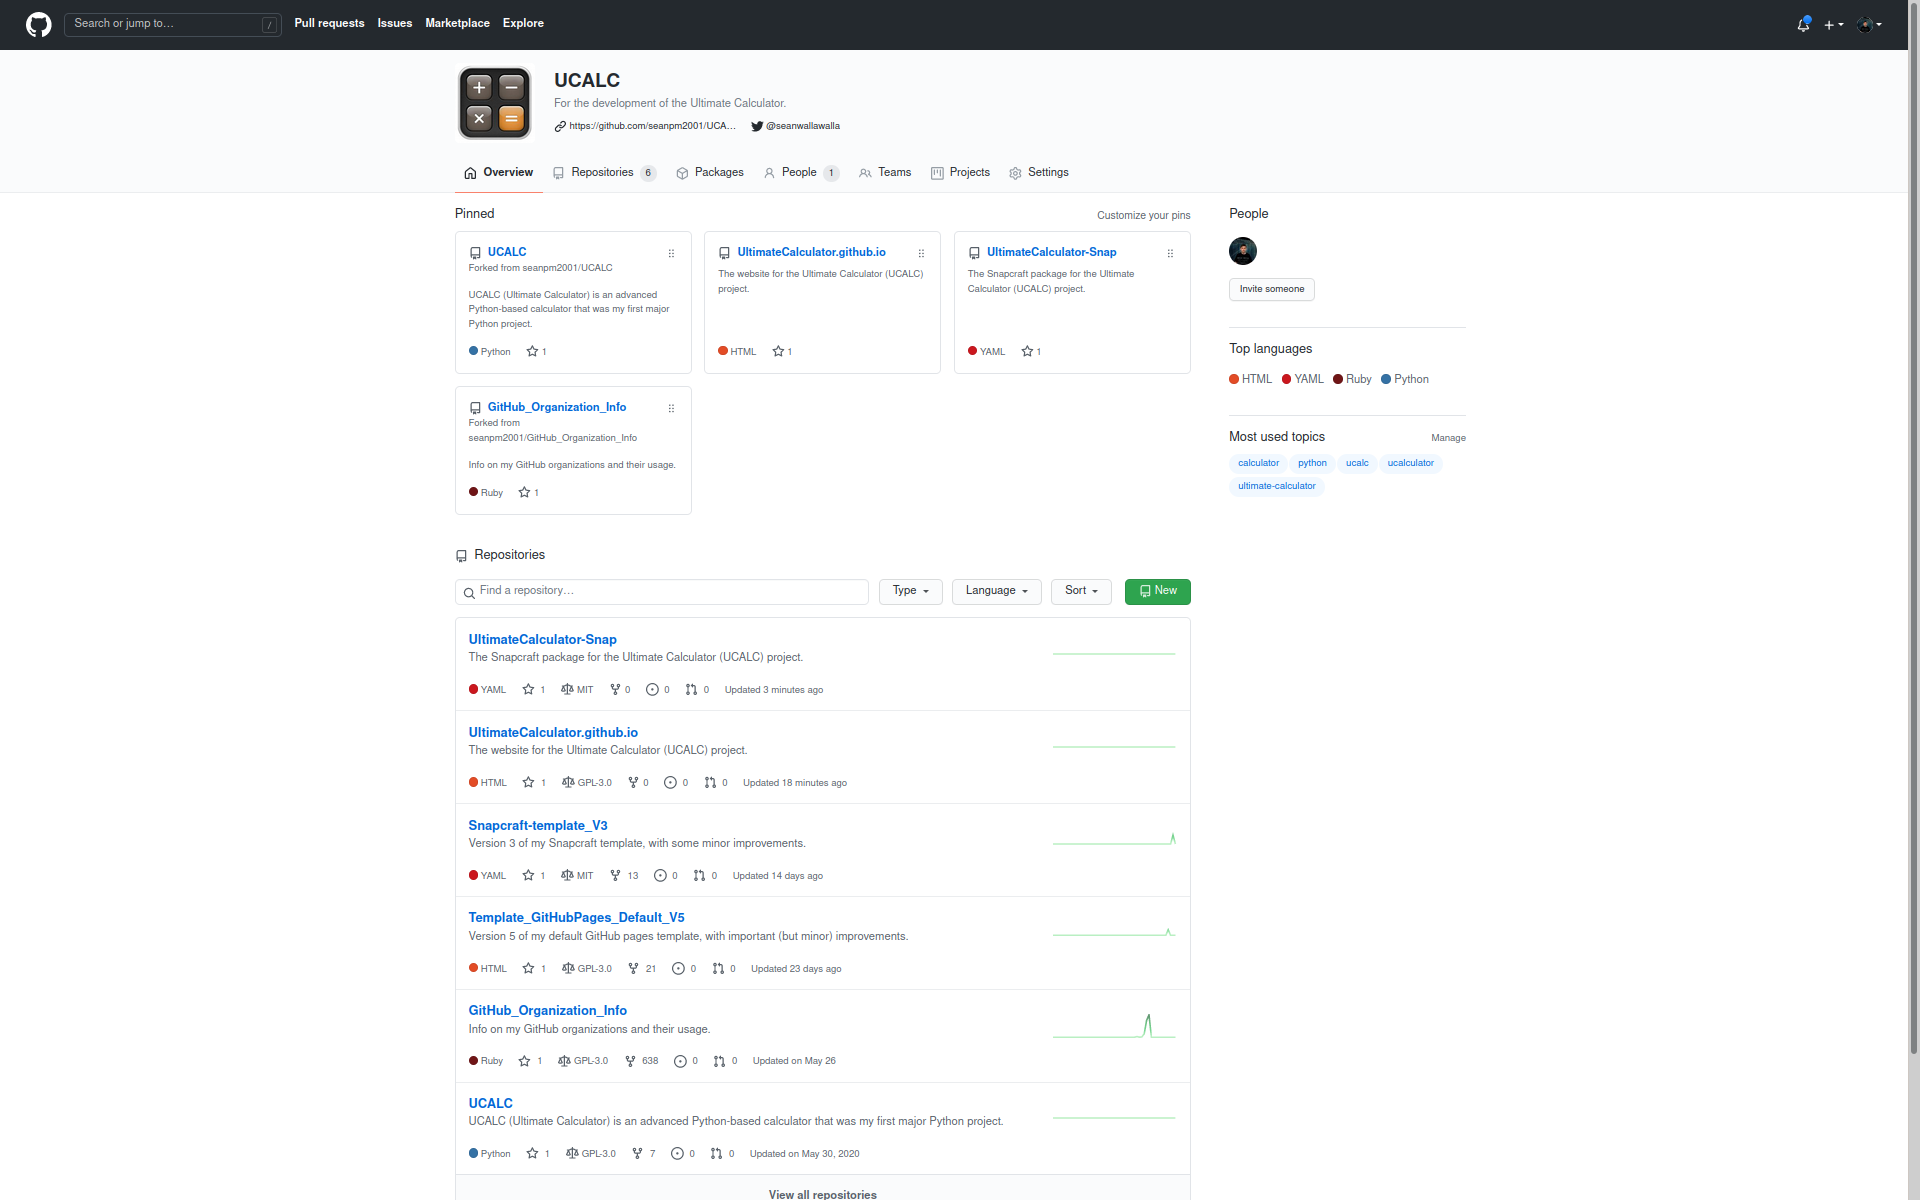 Search or jump to...
/
Pull requests Issues Marketplace Explore
UCALC
For the development of the Ultimate Calculator.
https://github.com/seanpm2001/UCA... @seanwallawalla
Overview Repositories 6 Packages People 1 Teams Projects Settings
Pinned
Customize your pins
UCALC
Forked from seanpm2001/UCALC
UCALC (Ultimate Calculator) is an advanced
Python-based calculator that was my first major
Python project.
Python 1
UltimateCalculator.github.io
The website for the Ultimate Calculator (UCALC)
project.
HTML 1
UltimateCalculator-Snap
The Snapcraft package for the Ultimate
Calculator (UCALC) project.
YAML 1
GitHub_Organization_Info
Forked from
seanpm2001/GitHub_Organization_Info
Info on my GitHub organizations and their usage.
Ruby 1
People
Invite someone
Top languages
HTML YAML Ruby Python
Most used topics
Manage
calculator python ucalc ucalculator
ultimate-calculator
Repositories
Find a repository...
Type Language Sort New
UltimateCalculator-Snap
The Snapcraft package for the Ultimate Calculator (UCALC) project.
YAML 1 MIT 0 0 0 Updated 3 minutes ago
UltimateCalculator.github.io
The website for the Ultimate Calculator (UCALC) project.
HTML 1 GPL-3.0 0 0 0 Updated 18 minutes ago
Snapcraft-template_V3
Version 3 of my Snapcraft template, with some minor improvements.
YAML 1 MIT 13 0 0 Updated 14 days ago
Template_GitHubPages_Default_V5
Version 5 of my default GitHub pages template, with important (but minor) improvements.
HTML 1 GPL-3.0 21 0 0 Updated 23 days ago
GitHub_Organization_Info
Info on my GitHub organizations and their usage.
Ruby 1 GPL-3.0 638 0 0 Updated on May 26
UCALC
UCALC (Ultimate Calculator) is an advanced Python-based calculator that was my first major Python project.
Python 1 GPL-3.0 7 0 0 Updated on May 30, 2020
View all repositories